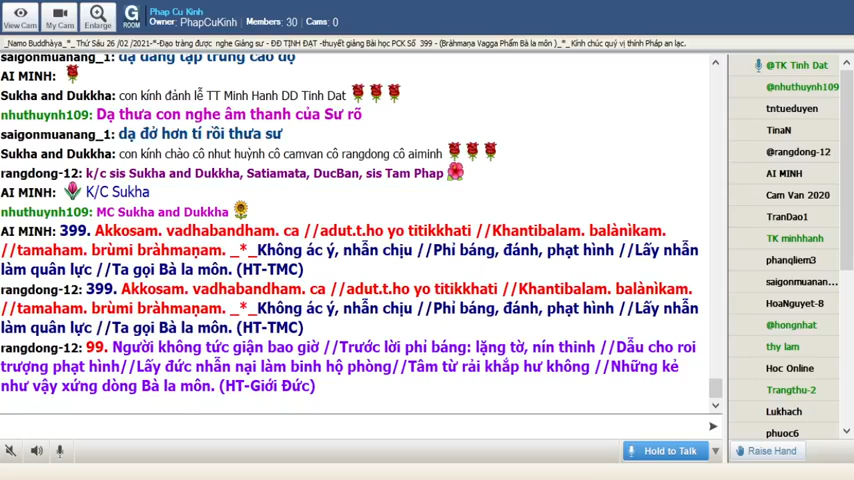 Phap Cu Kinh
View Cam My Cam Enlarge G ROOM Owner: PhapCuKinh | Members: 30 | Cams: 0
_Namo Buddhàya_*_ Thứ Sáu 26 /02 /2021-*-Đạo tràng được nghe Giảng sư - ĐĐ TỊNH ĐẠT -thuyết giảng Bài học PCK Số 399 - (Bràhmaṇa Vagga Phẩm Bà la môn )_*_ Kính chúc quý vị thính Pháp an lạc.
saigonmuanang_1: dạ đang tập trung cao độ
AI MINH:
Sukha and Dukkha: con kính đảnh lễ TT Minh Hanh DD Tinh Dat
nhuthuynh109: Dạ thưa con nghe âm thanh của Sư rõ
saigonmuanang_1: dạ đở hơn tí rồi thưa sư
Sukha and Dukkha: con kính chào cô nhut huỳnh cô camvan cô rangdong cô aiminh
rangdong-12: k/c sis Sukha and Dukkha, Satiamata, DucBan, sis Tam Phap
AI MINH: K/C Sukha
nhuthuynh109: MC Sukha and Dukkha
AI MINH: 399. Akkosam. vadhabandham. ca //adut.t.ho yo titikkhati //Khantibalam. balànìkam.
//tamaham. brùmi bràhmaṇam. _*_Không ác ý, nhẫn chịu //Phỉ báng, đánh, phạt hình //Lấy nhẫn
làm quân lực //Ta gọi Bà la môn. (HT-TMC)
rangdong-12: 399. Akkosam. vadhabandham. ca //adut.t.ho yo titikkhati //Khantibalam. balànìkam.
//tamaham. brùmi bràhmaṇam. _*_Không ác ý, nhẫn chịu //Phỉ báng, đánh, phạt hình //Lấy nhẫn
làm quân lực //Ta gọi Bà la môn. (HT-TMC)
rangdong-12: 99. Người không tức giận bao giờ //Trước lời phỉ báng: lặng tờ, nín thinh //Dẫu cho roi
trượng phạt hình//Lấy đức nhẫn nại làm binh hộ phòng//Tâm từ rải khắp hư không //Những kẻ
như vậy xứng dòng Bà la môn. (HT-Giới Đức)
Hold to Talk
@TK Tinh Dat
@nhuthuynh109
tntueduyen
TinaN
@rangdong-12
AI MINH
Cam Van 2020
TranDao1
TK minhhanh
phanqliem3
saigonmuanan...
HoaNguyet-8
@hongnhat
thy lam
Hoc Online
Trangthu-2
Lukhach
phuoc6
Raise Hand